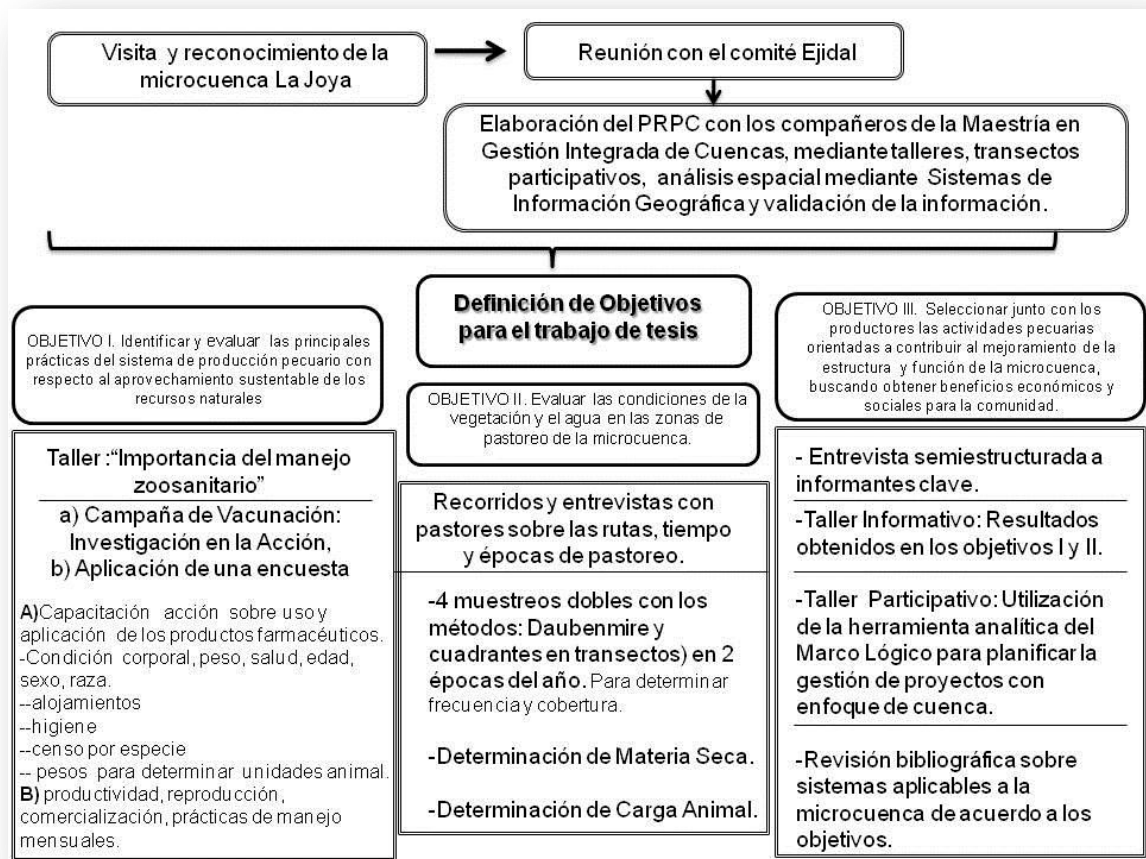 Visita y reconocimiento de la
microcuenca La Joya
Reunión con el comité Ejidal
Elaboración del PRPC con los compañeros de la Maestría en
Gestión Integrada de Cuencas, mediante talleres, transectos
participativos, análisis espacial mediante Sistemas de
Información Geográfica y validación de la información.
Definición de Objetivos
para el trabajo de tesis
OBJETIVO I. Identificar y evaluar las principales
prácticas del sistema de producción pecuario con
respecto al aprovechamiento sustentable de los
recursos naturales
Taller :“Importancia del manejo
zoosanitario”
a) Campaña de Vacunación:
Investigación en la Acción,
b) Aplicación de una encuesta
A)Capacitación acción sobre uso y
aplicación de los productos farmacéuticos.
-Condición corporal, peso, salud, edad,
sexo, raza.
--alojamientos
--higiene
--censo por especie
-- pesos para determinar unidades animal.
B) productividad, reproducción,
comercialización, prácticas de manejo
mensuales.
OBJETIVO II. Evaluar las condiciones de la
vegetación y el agua en las zonas de
pastoreo de la microcuenca.
Recorridos y entrevistas con
pastores sobre las rutas, tiempo
y épocas de pastoreo.
-4 muestreos dobles con los
métodos: Daubenmire y
cuadrantes en transectos) en 2
épocas del año. Para determinar
frecuencia y cobertura.
-Determinación de Materia Seca.
-Determinación de Carga Animal.
OBJETIVO III. Seleccionar junto con los
productores las actividades pecuarias
orientadas a contribuir al mejoramiento de la
estructura y función de la microcuenca,
buscando obtener beneficios económicos y
sociales para la comunidad.
- Entrevista semiestructurada a
informantes clave.
-Taller Informativo: Resultados
obtenidos en los objetivos I y II.
-Taller Participativo: Utilización
de la herramienta analítica del
Marco Lógico para planificar la
gestión de proyectos con
enfoque de cuenca.
-Revisión bibliográfica sobre
sistemas aplicables a la
microcuenca de acuerdo a los
objetivos.